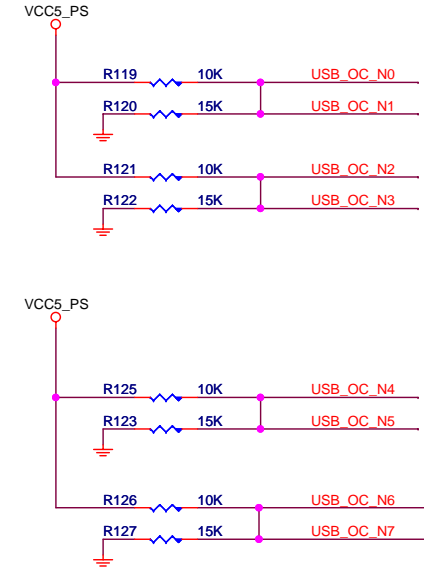 VCC5_PS
R119 10K USB_OC_N0
R120 15K USB_OC_N1
R121 10K USB_OC_N2
R122 15K USB_OC_N3
VCC5_PS
R125 10K USB_OC_N4
R123 15K USB_OC_N5
R126 10K USB_OC_N6
R127 15K USB_OC_N7